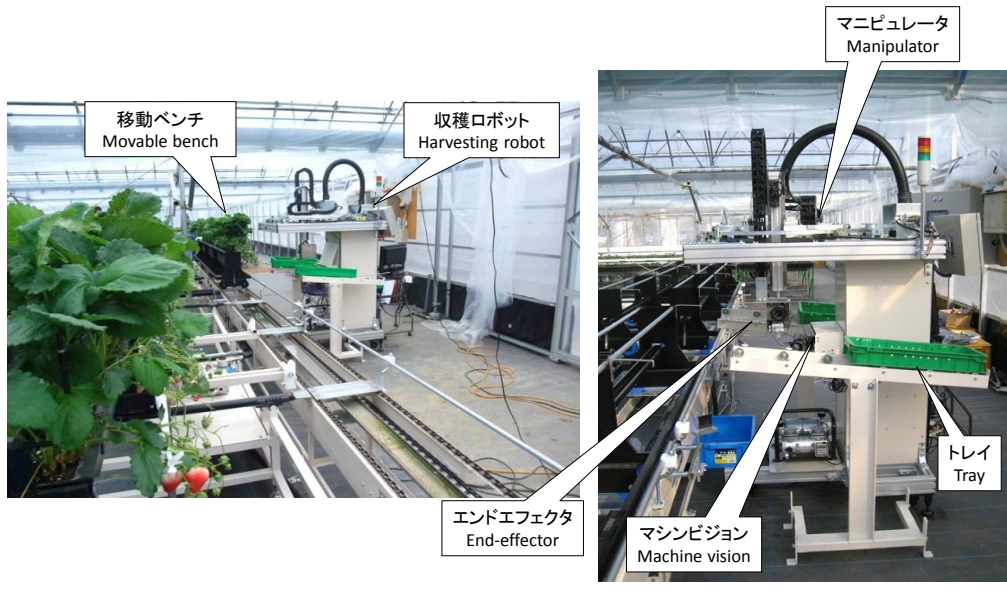 マニピュレータ
Manipulator
移動ベンチ
Movable bench
収穫ロボット
Harvesting robot
エンドエフェクタ
End-effector
マシンビジョン
Machine vision
トレイ
Tray